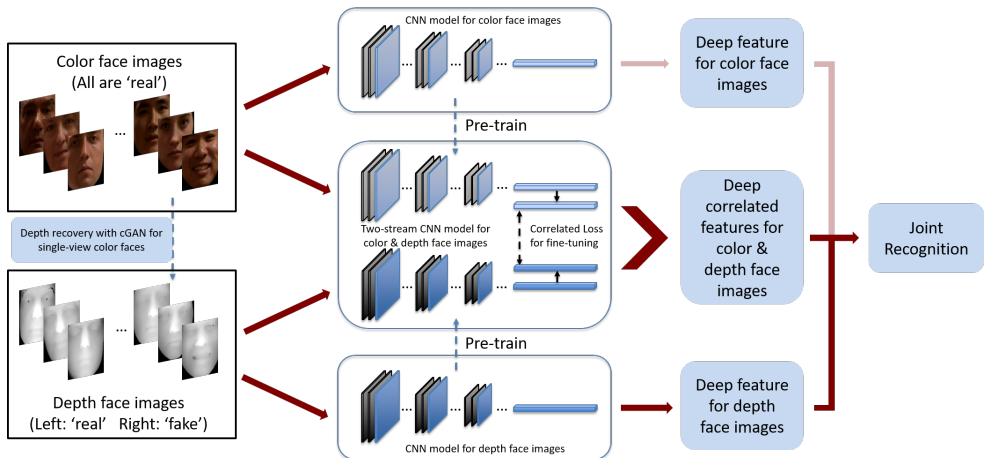 Color face images
(All are ‘real’)
...
Depth recovery with cGAN for
single-view color faces
...
Depth face images
(Left: ‘real’ Right: ‘fake’)
CNN model for color face images
... ... ...
Pre-train
... ... ...
Two-stream CNN model for
color & depth face images
Correlated Loss
for fine-tuning
... ... ...
Pre-train
... ... ...
CNN model for depth face images
Deep feature
for color face
images
Deep
correlated
features for
color &
depth face
images
Deep feature
for depth
face images
Joint
Recognition